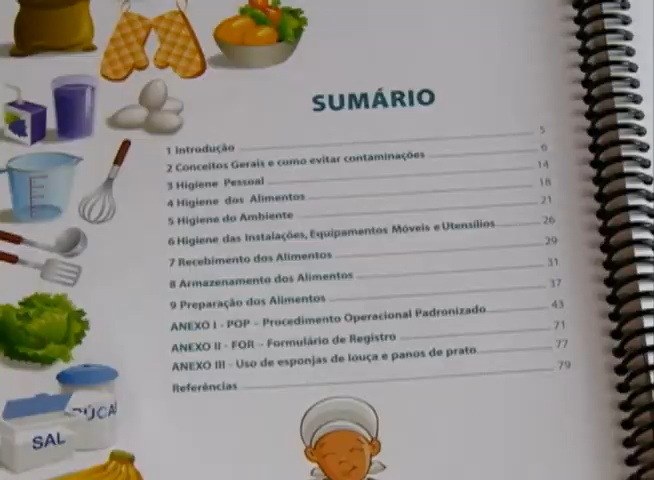 SUMÁRIO
1 Introdução 5
2 Conceitos Gerais e como evitar contaminações 6
3 Higiene Pessoal 14
4 Higiene dos Alimentos 18
5 Higiene do Ambiente 21
6 Higiene das Instalações, Equipamentos Móveis e Utensílios 26
7 Recebimento dos Alimentos 29
8 Armazenamento dos Alimentos 31
9 Preparação dos Alimentos 37
ANEXO I - POP - Procedimento Operacional Padronizado 43
ANEXO II - FOR - Formulário de Registro 71
ANEXO III - Uso de esponjas de louça e panos de prato 77
Referências 79
SAL